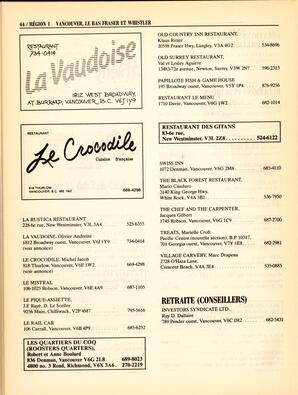 64 / RÉGION 1 VANCOUVER, LE BAS FRASER ET WHISTLER
RESTAURANT
734-0419
La Vaudoise
1812 WEST BROADWAY,
AT BURRARD, VANCOUVER, B.C. V6J 1Y9
RESTAURANT
Le Crocodile
Cuisine française
818 THURLOW
VANCOUVER, B.C. V6E 1W2
669-4298
LA RUSTICA RESTAURANT
228-6e rue, New Westminster, V3L 3A4 525-6355
LA VAUDOISE, Olivier Andreini
1812 Broadway ouest, Vancouver, V6J 1Y9 734-0414
(voir annonce)
LE CROCODILE, Michel Jacob
818 Thurlow, Vancouver, V6E 1W2 669-4298
(voir annonce)
LE MISTRAL
108-1025 Robson, Vancouver, V6E 4A9 687-1105
LE PIQUE-ASSIETTE,
J.F. Rayé, D. Le Scoller
9256 Main, Chilliwack, V2P 4M7 795-5616
LE RAIL CAR
106 Carrall, Vancouver, V6B
LES QUARTIERS DU COQ
(ROOSTERS QUARTERS),
Robert et Anne Boulard
836 Denman, Vancouver V6G 2L8 689-8023
4800 no. 3 Road, Richmond, V6X 3A6 270-2219
OLD COUNTRY INN RESTAURANT,
Klaus Ritter
20598 Fraser Hwy, Langley, V3A 4G2 534-8696
OLD SURREY RESTAURANT,
Val et Lesley Aguirre
13483-72e avenue, Newton, Surrey, V3W 2N7 596-2313
PAPILLOTE FISH & GAME HOUSE
195 Broadway ouest, Vancouver, V5Y 1P4 876-9256
RESTAURANT LE MENU
1710 Davie, Vancouver, V6G 1W2 682-1014
RESTAURANT DES GITANS
83-6e rue,
New Westminster, V3L 2Z8 524-6122
SWISS INN
1072 Denman, Vancouver, V6G 2M8 685-4110
THE BLACK FOREST RESTAURANT,
Mario Casduro
3140 King George Hwy.
White Rock, V4A 5B1 536-7950
THE CHEF AND THE CARPENTER,
Jacques Gilbert
1745 Robson, Vancouver, V6G 1C9 687-2700
TREATS, Marielle Croft
Pacific Centre (nouvelle section), B.P. 10317,
701 Georgia ouest, Vancouver, V7Y 1E8 682-2981
VILLAGE CARVERY, Marc Drapeau
2728 O'Hara Lane,
Crescent Beach, V4A 3E4 535-0885
RETRAITE (CONSEILLERS)
INVESTORS SYNDICATE LTD.,
Ray D. Dallaire
789 Pender ouest, Vancouver, V6C 1H2 682-5431